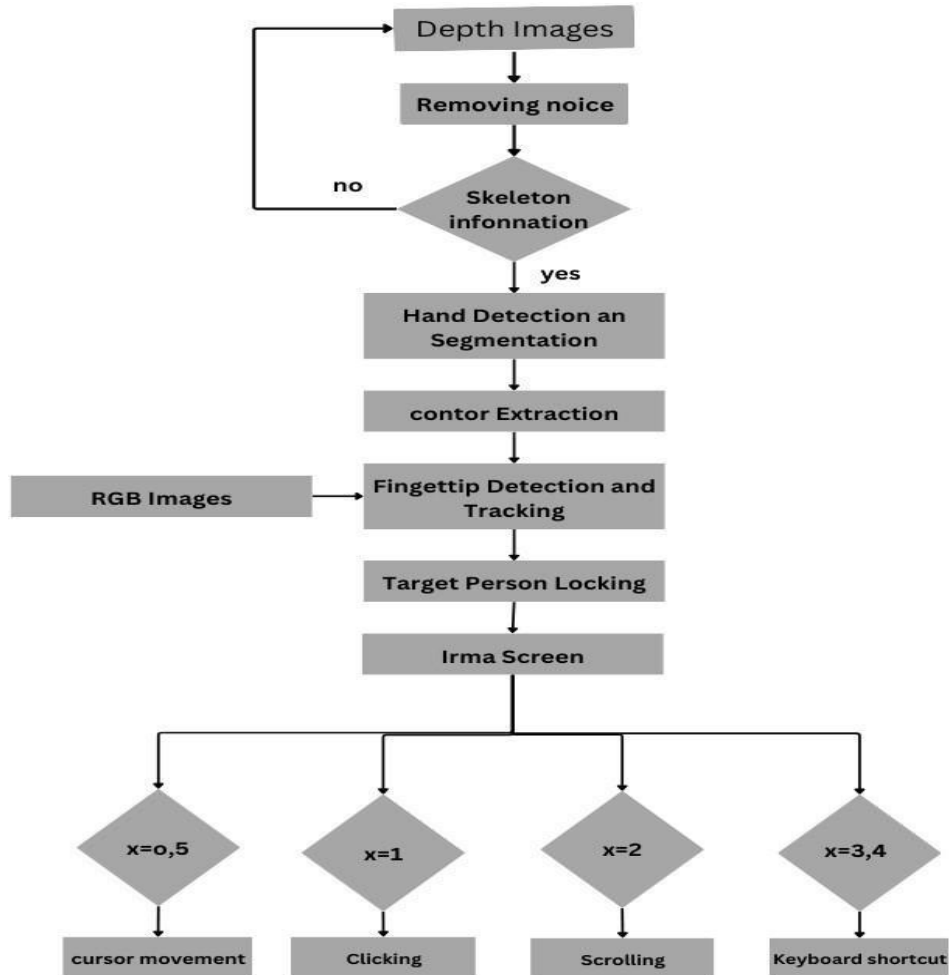 Depth Images
Removing noice
no
Skeleton
infonnation
yes
Hand Detection an
Segmentation
contor Extraction
RGB Images
Fingettip Detection and
Tracking
Target Person Locking
Irma Screen
x=o,5
x=1
x=2
x=3,4
cursor movement
Clicking
Scrolling
Keyboard shortcut